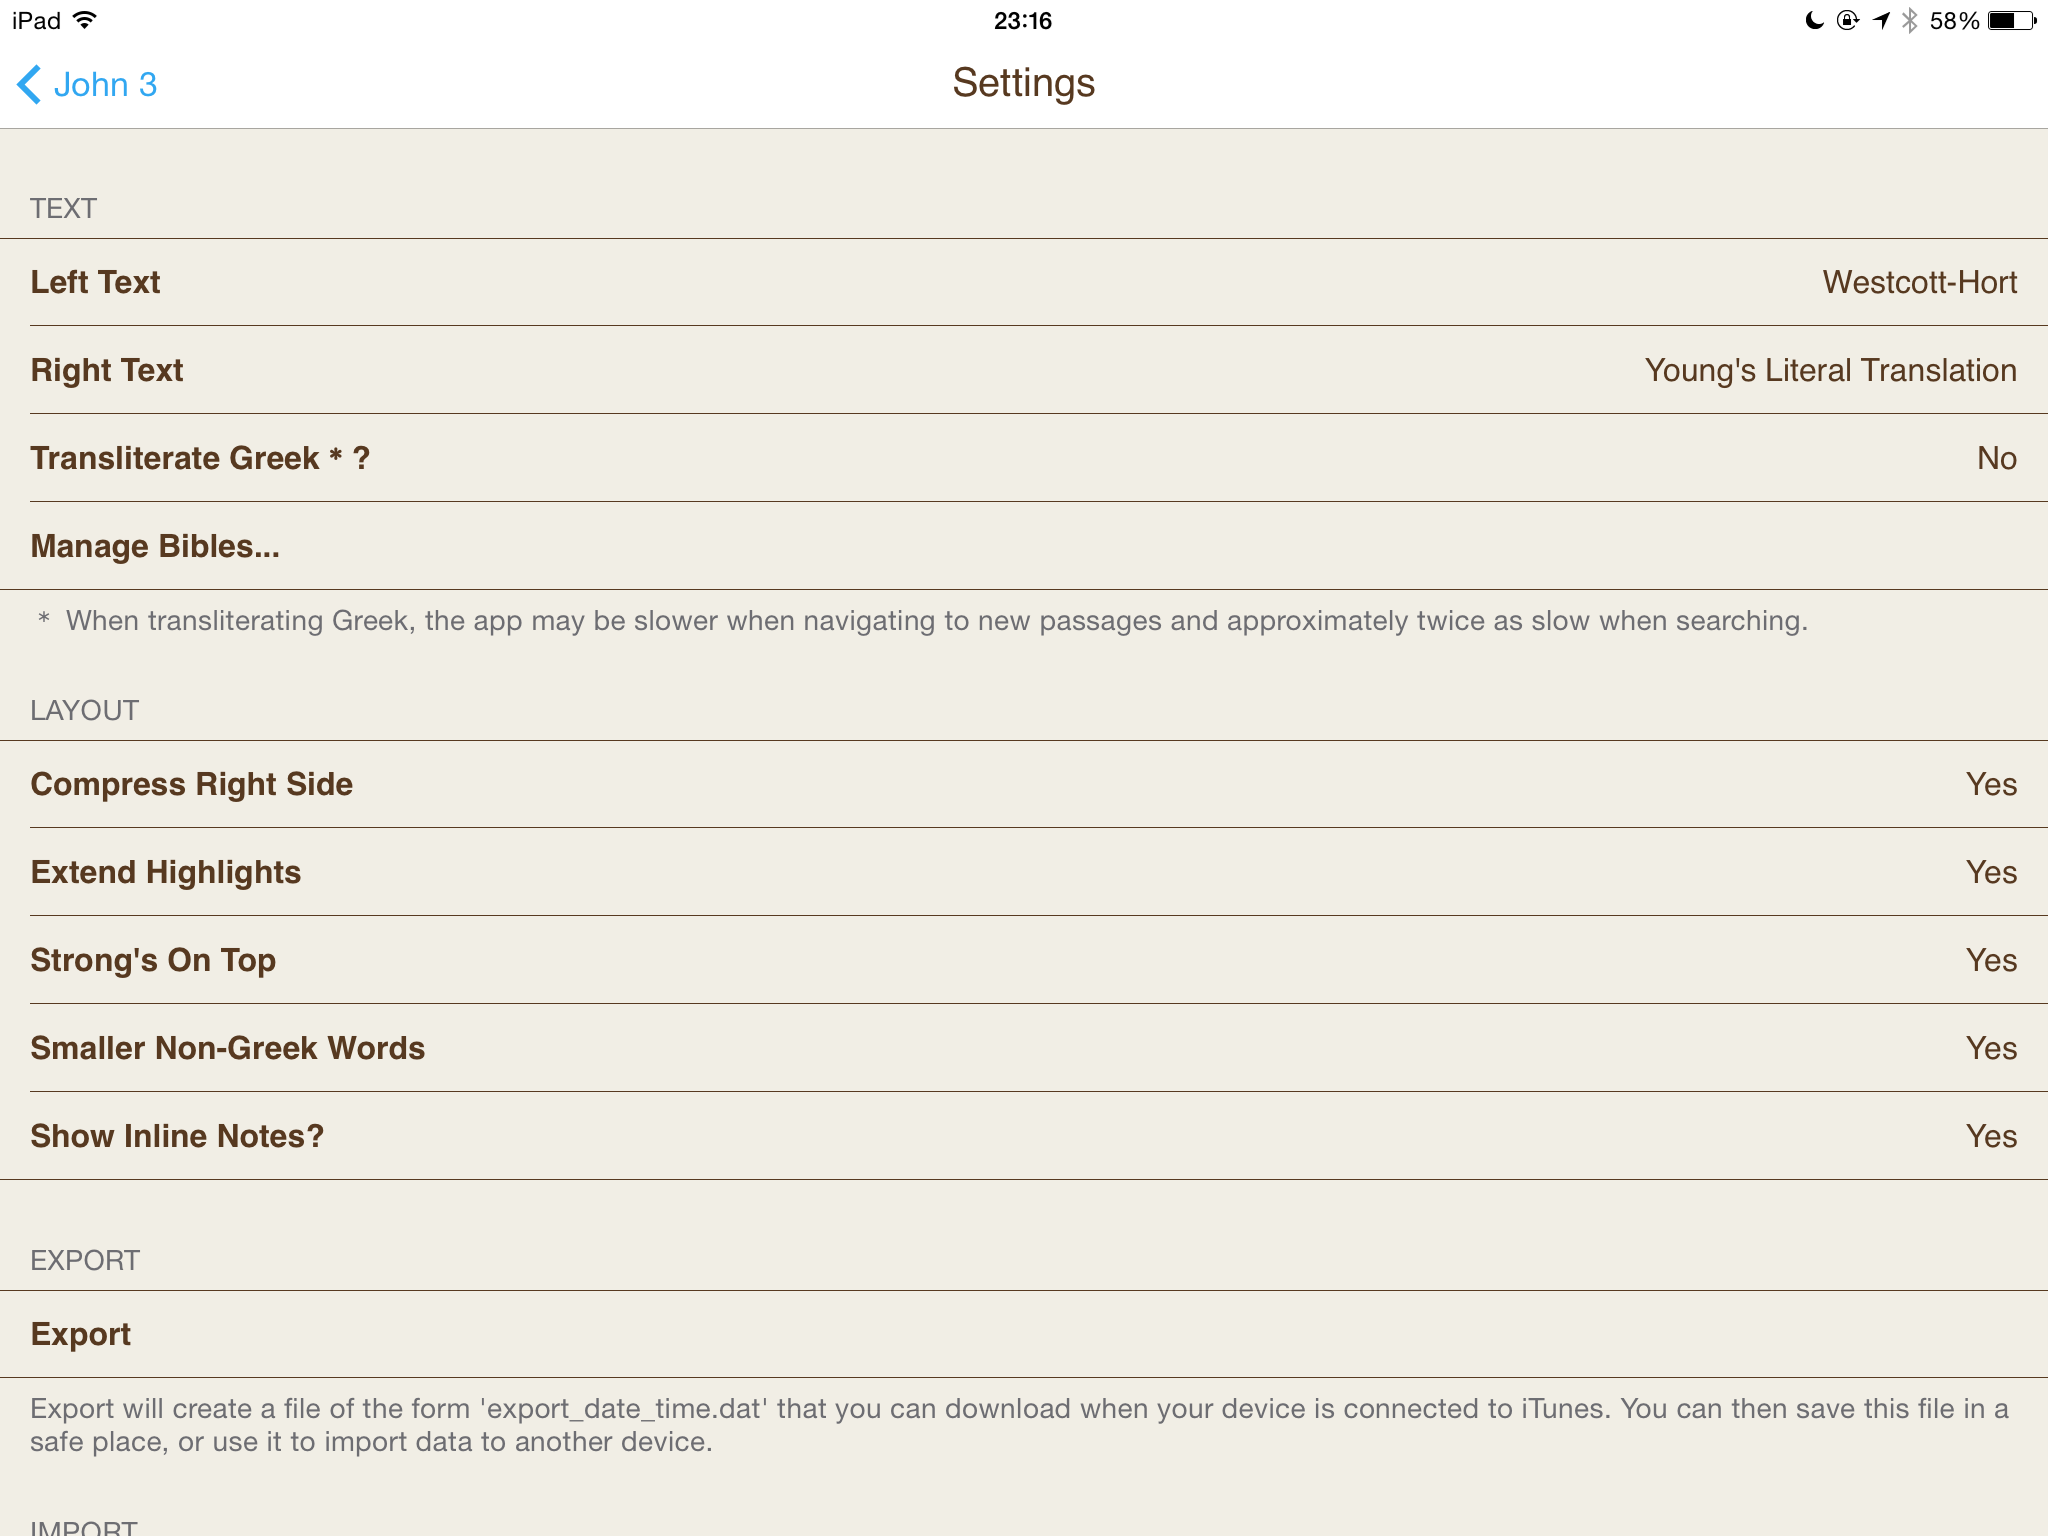 iPad 23:16 58%
John 3 Settings
TEXT
Left Text Westcott-Hort
Right Text Young's Literal Translation
Transliterate Greek * ? No
Manage Bibles...
* When transliterating Greek, the app may be slower when navigating to new passages and approximately twice as slow when searching.
LAYOUT
Compress Right Side Yes
Extend Highlights Yes
Strong's On Top Yes
Smaller Non-Greek Words Yes
Show Inline Notes? Yes
EXPORT
Export
Export will create a file of the form 'export_date_time.dat' that you can download when your device is connected to iTunes. You can then save this file in a
safe place, or use it to import data to another device.
IMPORT